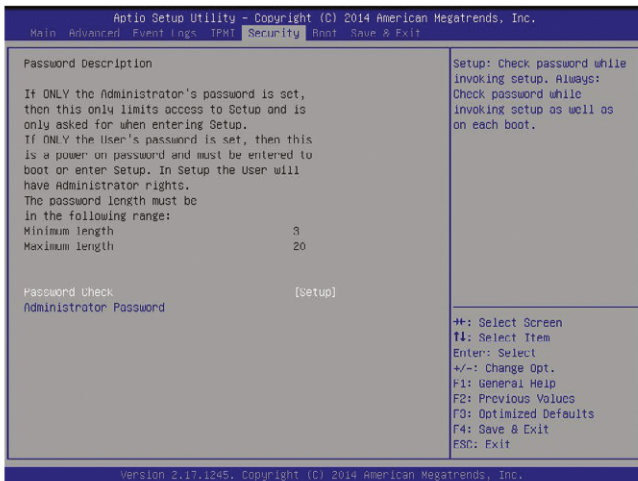 Aptio Setup Utility – Copyright (C) 2014 American Megatrends, Inc.
Main Advanced Event Logs IPMI Security Boot Save & Exit
Password Description
If ONLY the Administrator's password is set,
then this only limits access to Setup and is
only asked for when entering Setup.
If ONLY the User's password is set, then this
is a power on password and must be entered to
boot or enter Setup. In Setup the User will
have Administrator rights.
The password length must be
in the following range:
Minimum length 3
Maximum length 20
Password Check [Setup]
Administrator Password
Setup: Check password while
invoking setup. Always:
Check password while
invoking setup as well as
on each boot.
→←: Select Screen
↑↓: Select Item
Enter: Select
+/-: Change Opt.
F1: General Help
F2: Previous Values
F3: Optimized Defaults
F4: Save & Exit
ESC: Exit
Version 2.17.1245. Copyright (C) 2014 American Megatrends, Inc.